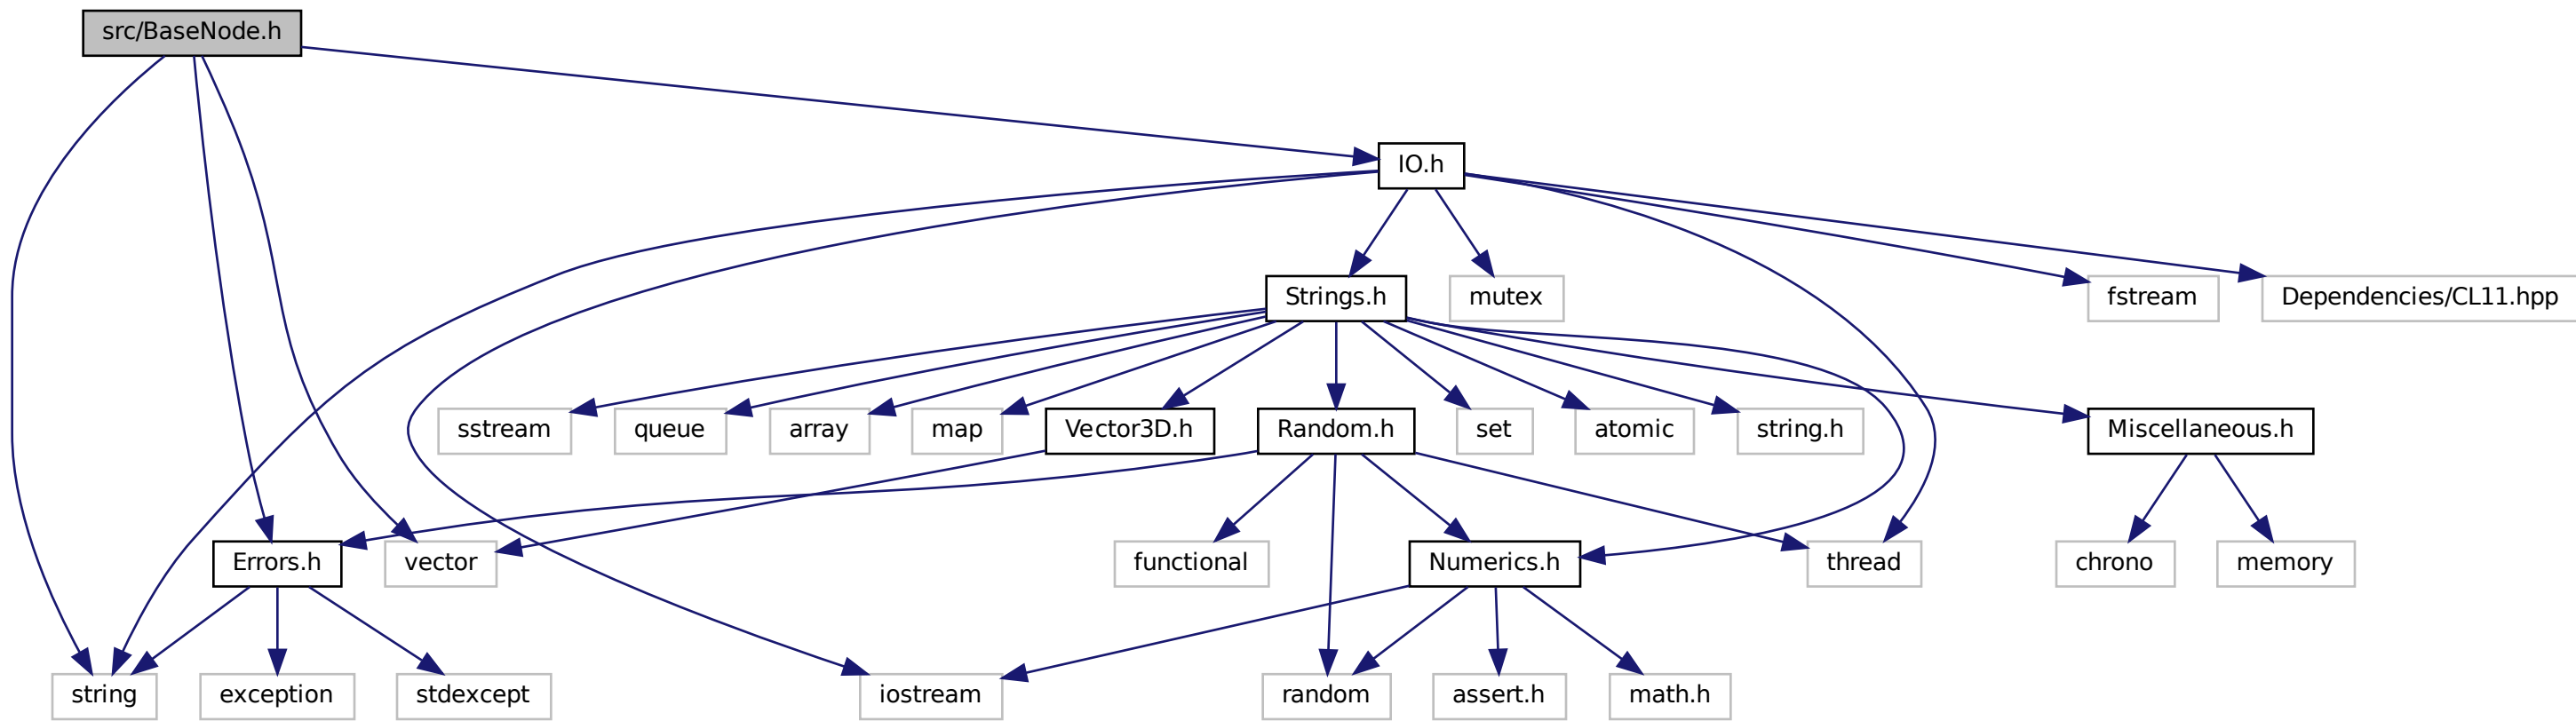 src/BaseNode.h
IO.h
Strings.h
mutex
fstream
Dependencies/CL11.hpp
sstream
queue
array
map
Vector3D.h
Random.h
set
atomic
string.h
Miscellaneous.h
Errors.h
vector
functional
Numerics.h
thread
chrono
memory
string
exception
stdexcept
iostream
random
assert.h
math.h